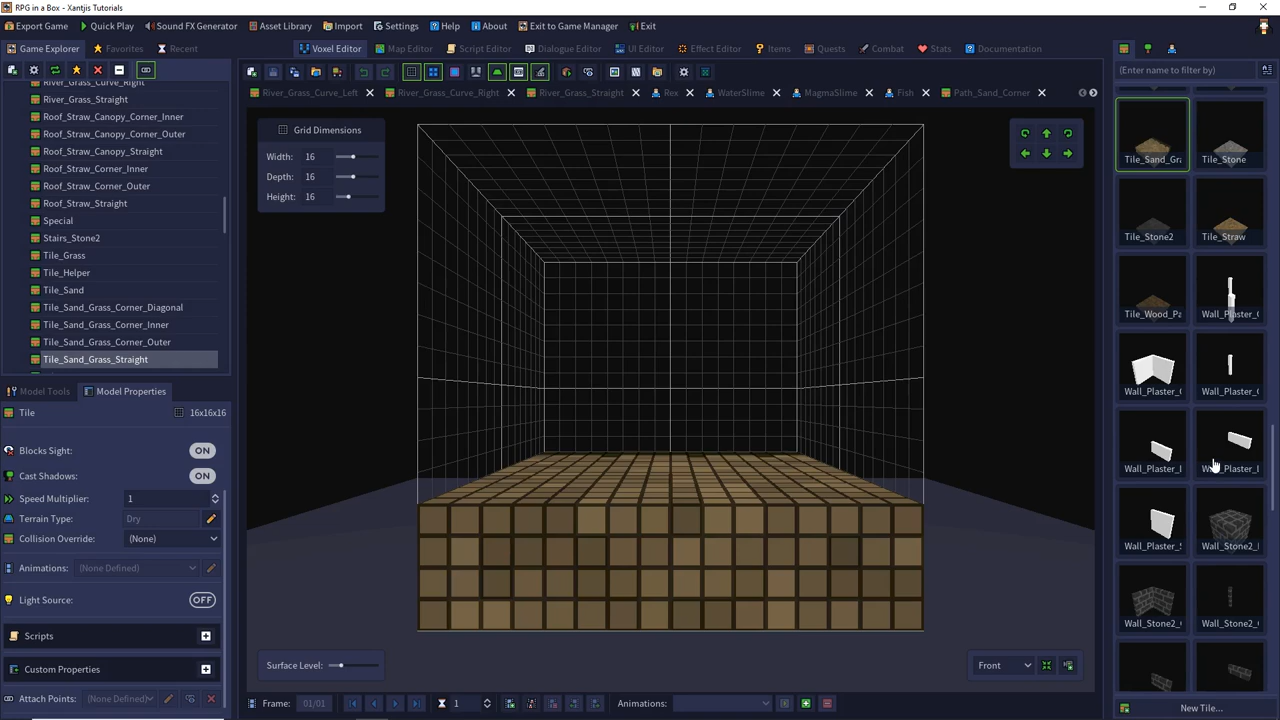 RPG in a Box - Xantjis Tutorials
Export Game Quick Play Sound FX Generator Asset Library Import Settings Help About Exit to Game Manager Exit
Game Explorer Favorites Recent Voxel Editor Map Editor Script Editor Dialogue Editor UI Editor Effect Editor Items Quests Combat Stats Documentation
(Enter name to filter by)
River_Grass_Curve_Left River_Grass_Curve_Right River_Grass_Straight Rex WaterSlime MagmaSlime Fish Path_Sand_Corner
River_Grass_Curve_Right
River_Grass_Straight
Roof_Straw_Canopy_Corner_Inner
Roof_Straw_Canopy_Corner_Outer
Roof_Straw_Canopy_Straight
Roof_Straw_Corner_Inner
Roof_Straw_Corner_Outer
Roof_Straw_Straight
Special
Stairs_Stone2
Tile_Grass
Tile_Helper
Tile_Sand
Tile_Sand_Grass_Corner_Diagonal
Tile_Sand_Grass_Corner_Inner
Tile_Sand_Grass_Corner_Outer
Tile_Sand_Grass_Straight
Model Tools Model Properties
Tile 16x16x16
Blocks Sight: ON
Cast Shadows: ON
Speed Multiplier: 1
Terrain Type: Dry
Collision Override: (None)
Animations: (None Defined)
Light Source: OFF
Scripts
Custom Properties
Attach Points: (None Defined)
Grid Dimensions
Width: 16
Depth: 16
Height: 16
Surface Level:
Front
Frame: 01/01 1 Animations:
Tile_Sand_Gra Tile_Stone
Tile_Stone2 Tile_Straw
Tile_Wood_Pa Wall_Plaster_C
Wall_Plaster_C Wall_Plaster_C
Wall_Plaster_I Wall_Plaster_I
Wall_Plaster_S Wall_Stone2_
Wall_Stone2_C Wall_Stone2_C
New Tile...